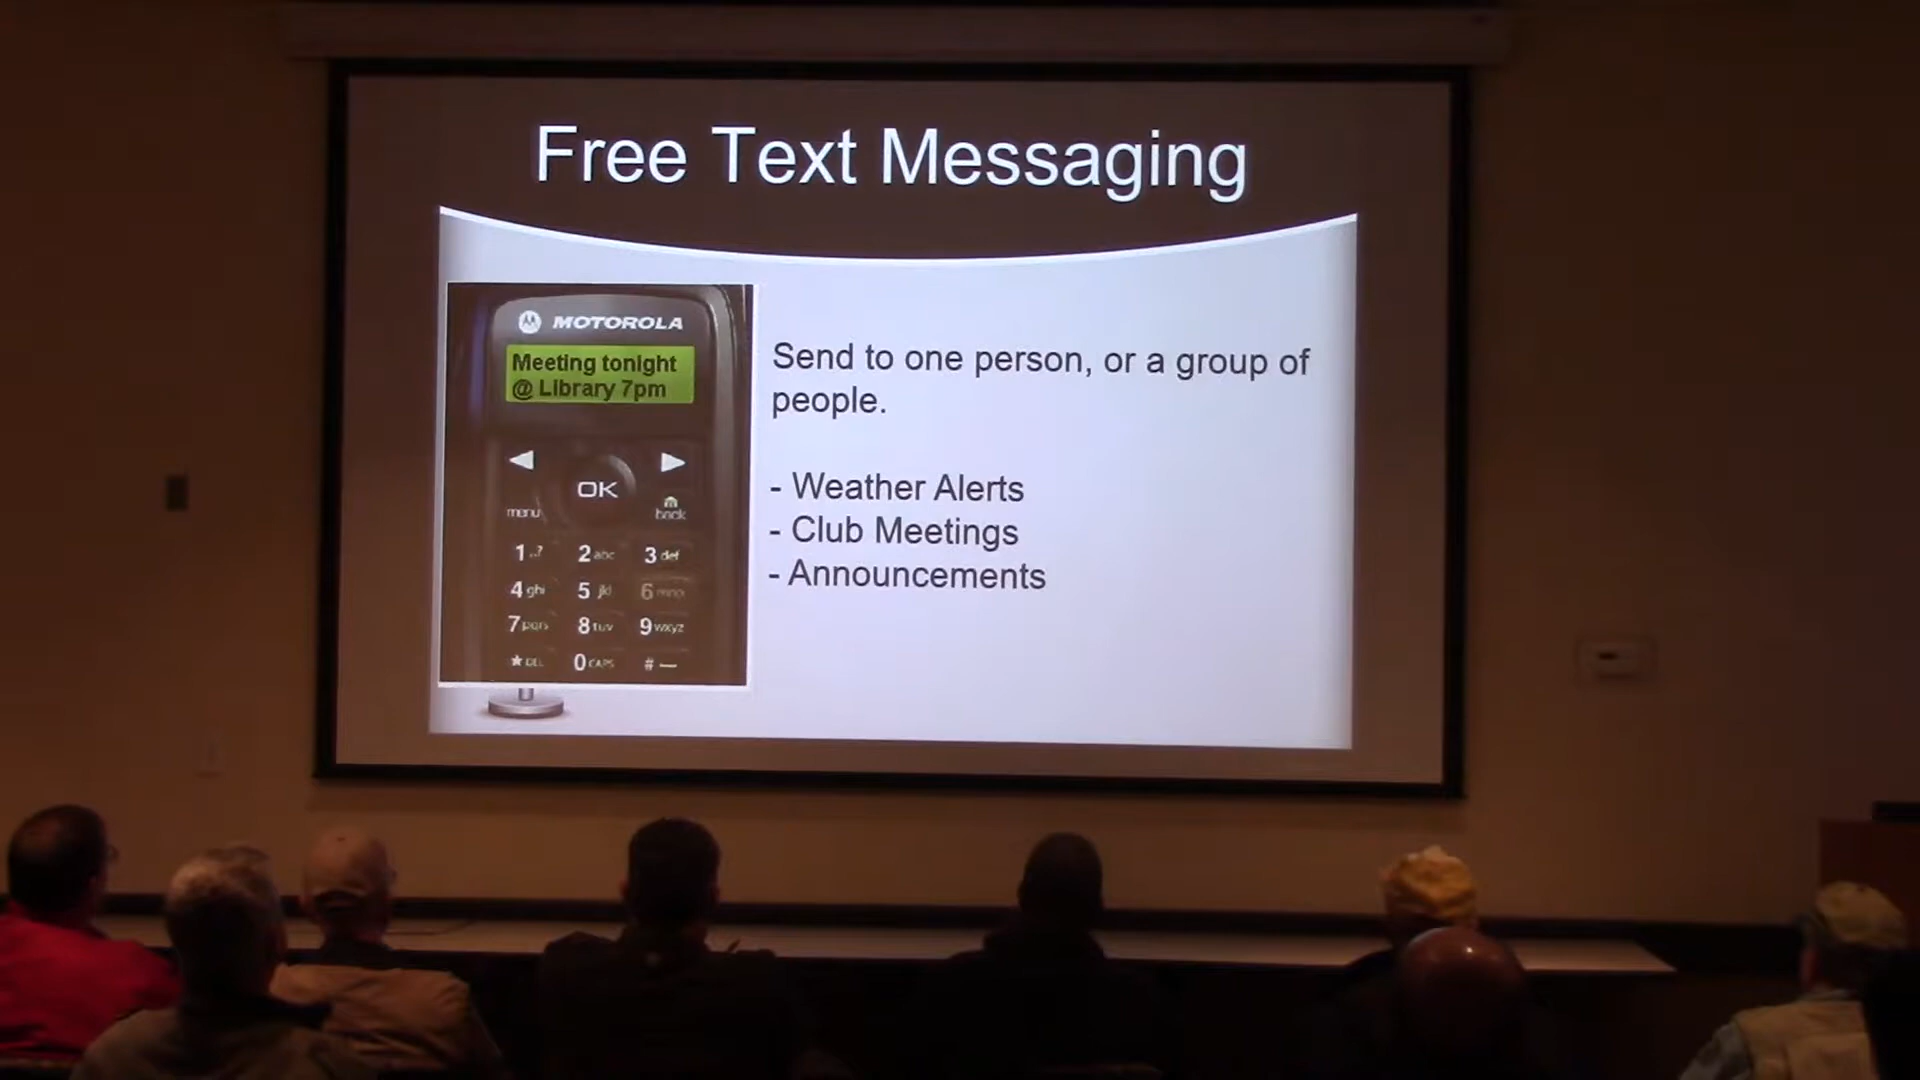 Free Text Messaging
MOTOROLA
Meeting tonight
@ Library 7pm
Send to one person, or a group of
people.
- Weather Alerts
- Club Meetings
- Announcements
OK
menu
back
1 ..? 2 abc 3 def
4 ghi 5 jkl 6 mno
7 pqrs 8 tuv 9 wxyz
* DEL 0 CAPS #